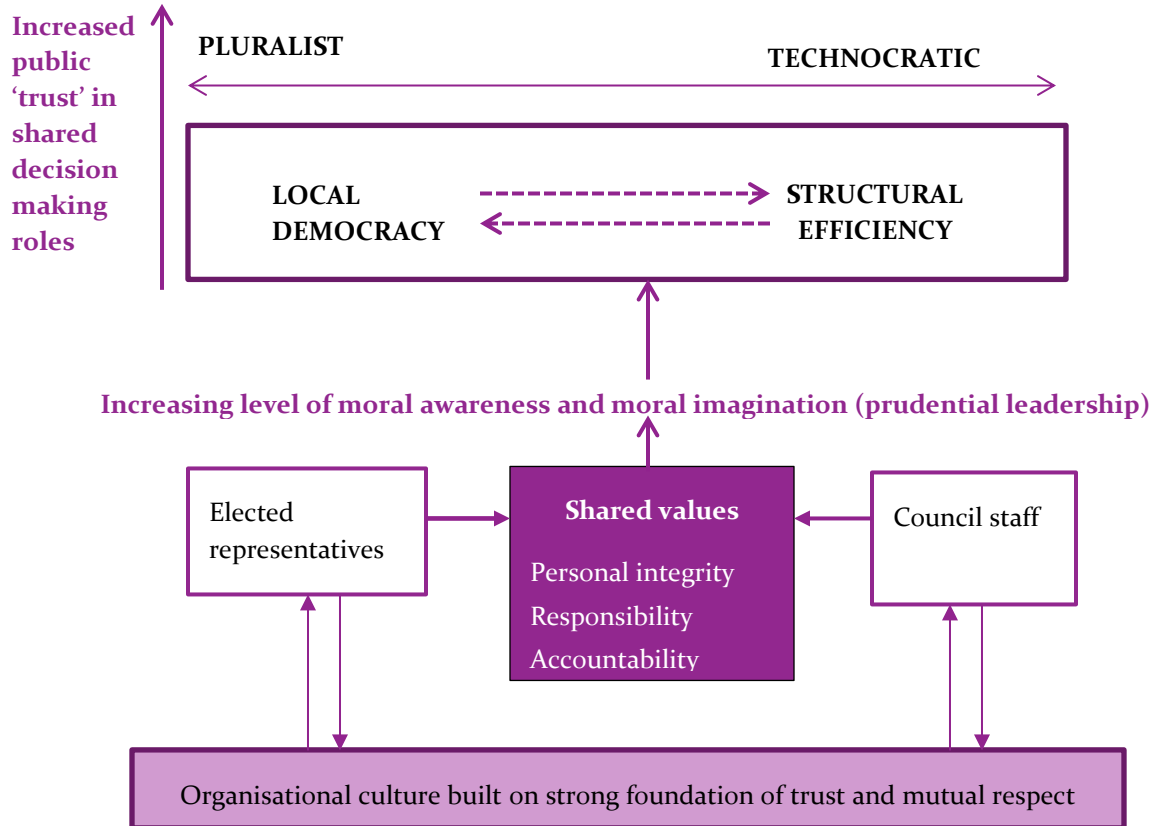 Increased
public
‘trust’ in
shared
decision
making
roles
PLURALIST
TECHNOCRATIC
LOCAL
DEMOCRACY
STRUCTURAL
EFFICIENCY
Increasing level of moral awareness and moral imagination (prudential leadership)
Elected
representatives
Shared values
Personal integrity
Responsibility
Accountability
Council staff
Organisational culture built on strong foundation of trust and mutual respect